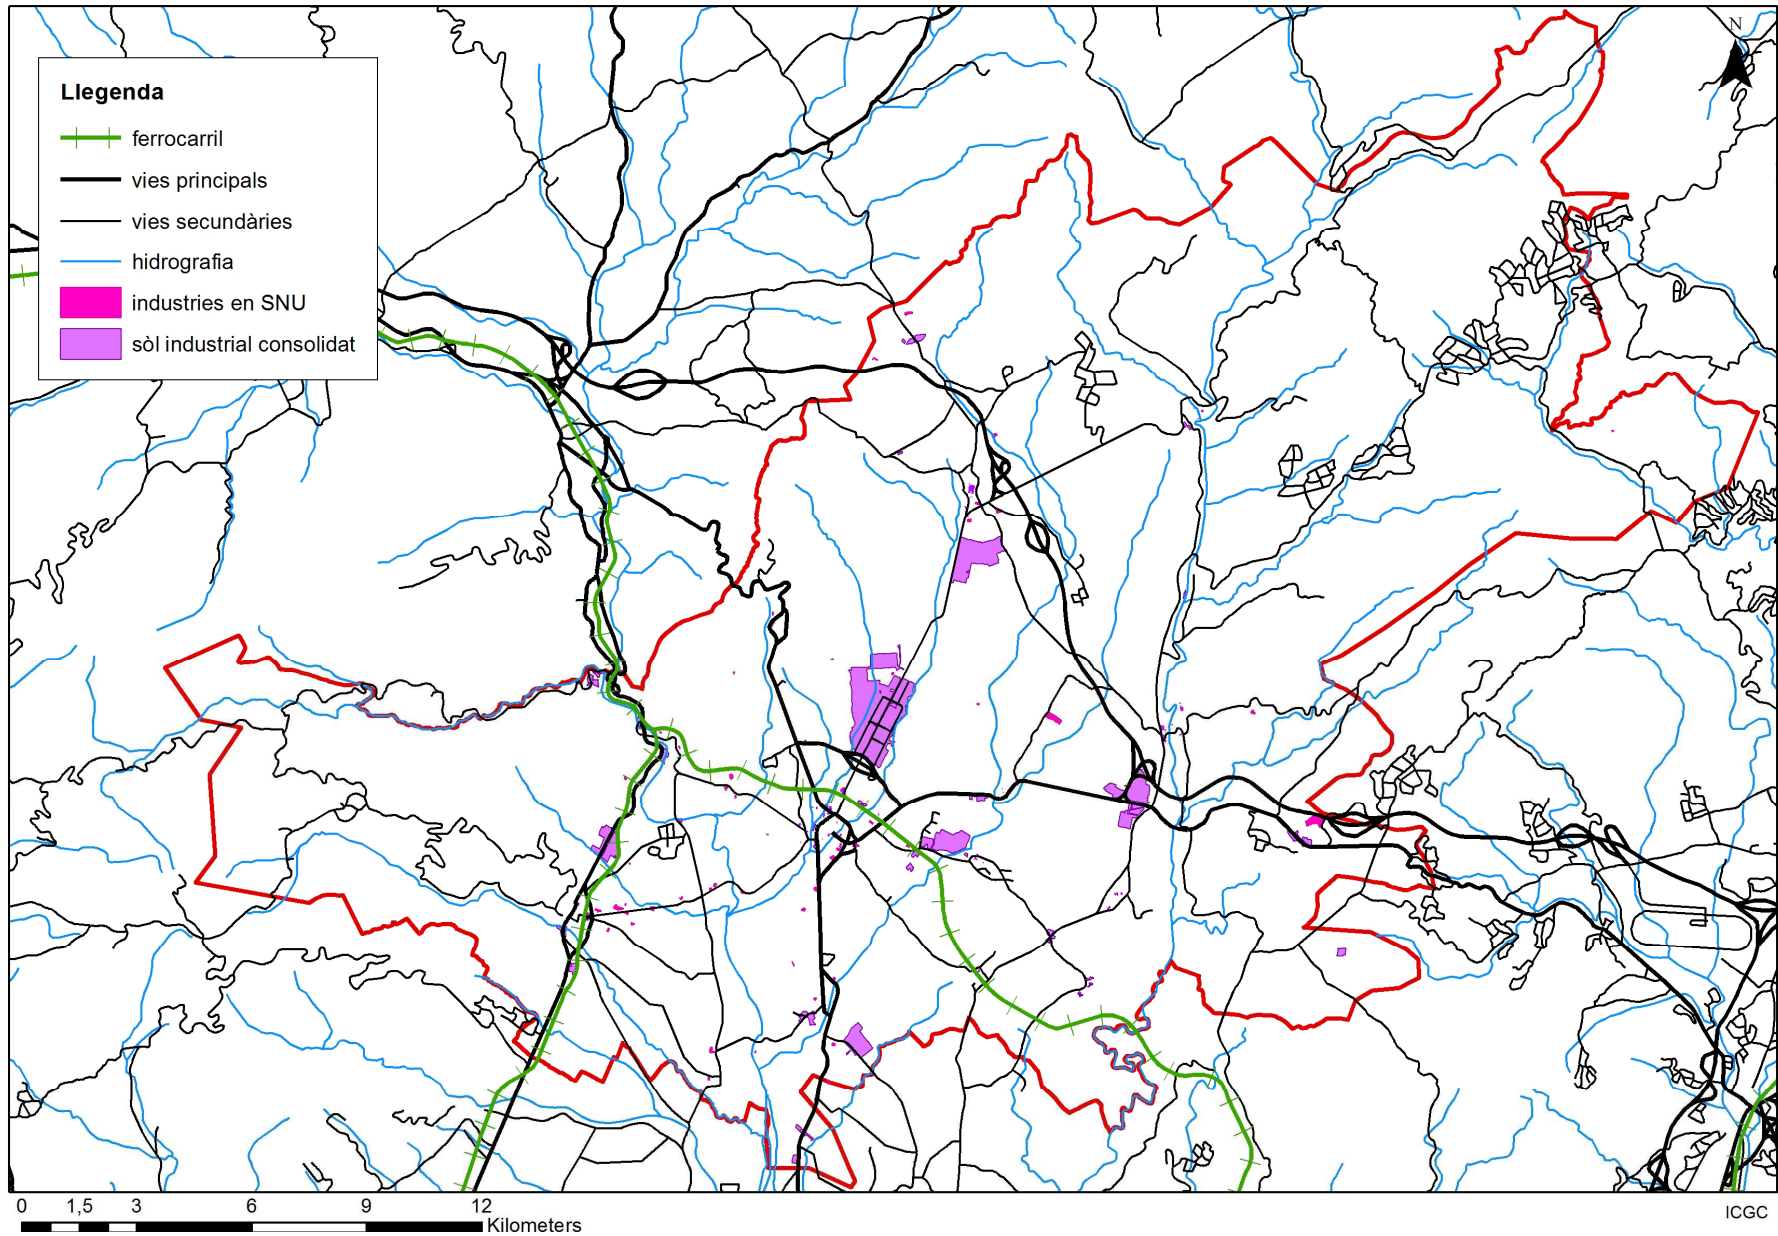 N
Llegenda
ferrocarril
vies principals
vies secundàries
hidrografia
industries en SNU
sòl industrial consolidat
0 1,5 3 6 9 12
Kilometers
ICGC